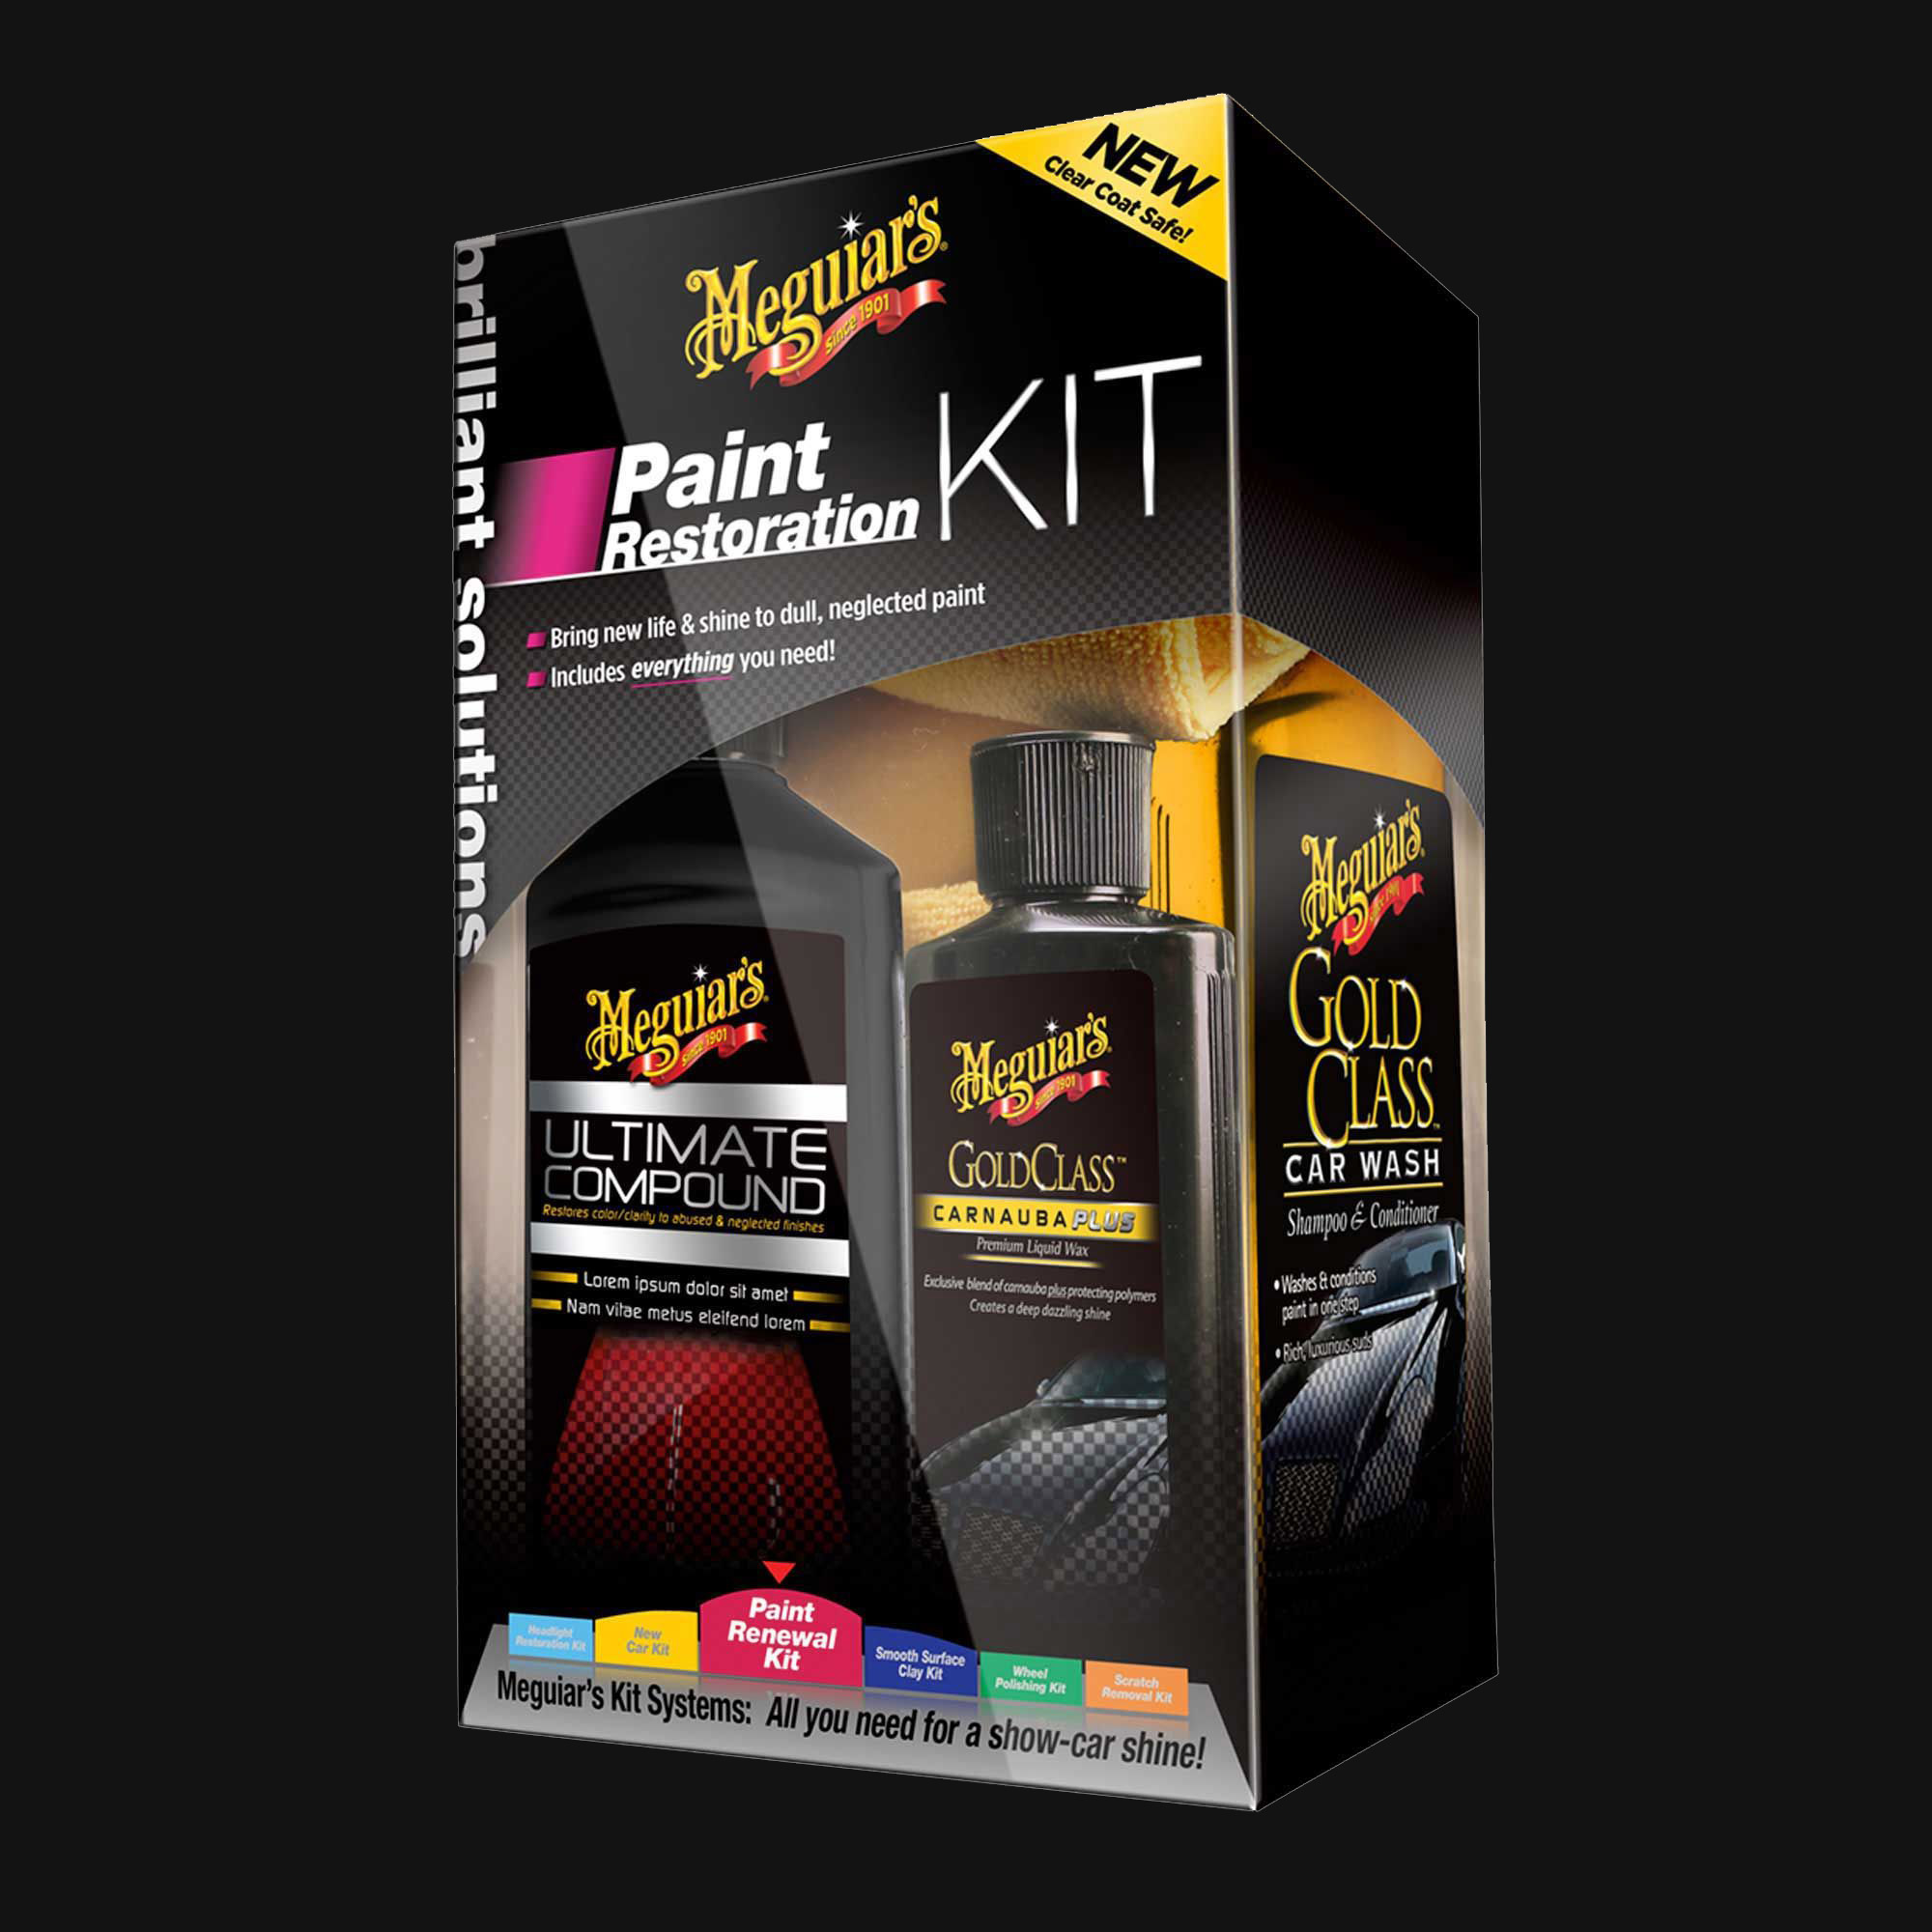 NEW
Clear Coat Safe!
Meguiar's
since 1901
brilliant solutions
Paint
Restoration
KIT
Bring new life & shine to dull, neglected paint
Includes everything you need!
Meguiar's
since 1901
ULTIMATE
COMPOUND
Restores color/clarity to abused & neglected finishes
Lorem ipsum dolor sit amet
Nam vitae metus eleifend lorem
Meguiar's
since 1901
GOLD CLASS™
CARNAUBA PLUS
Premium Liquid Wax
Exclusive blend of carnauba plus protecting polymers
Creates a deep dazzling shine
Meguiar's
since 1901
GOLD
CLASS™
CAR WASH
Shampoo & Conditioner
• Washes & conditions
paint in one step
• Rich, luxurious suds
Headlight
Restoration Kit
New
Car Kit
Paint
Renewal
Kit
Smooth Surface
Clay Kit
Wheel
Polishing Kit
Scratch
Removal Kit
Meguiar's Kit Systems: All you need for a show-car shine!